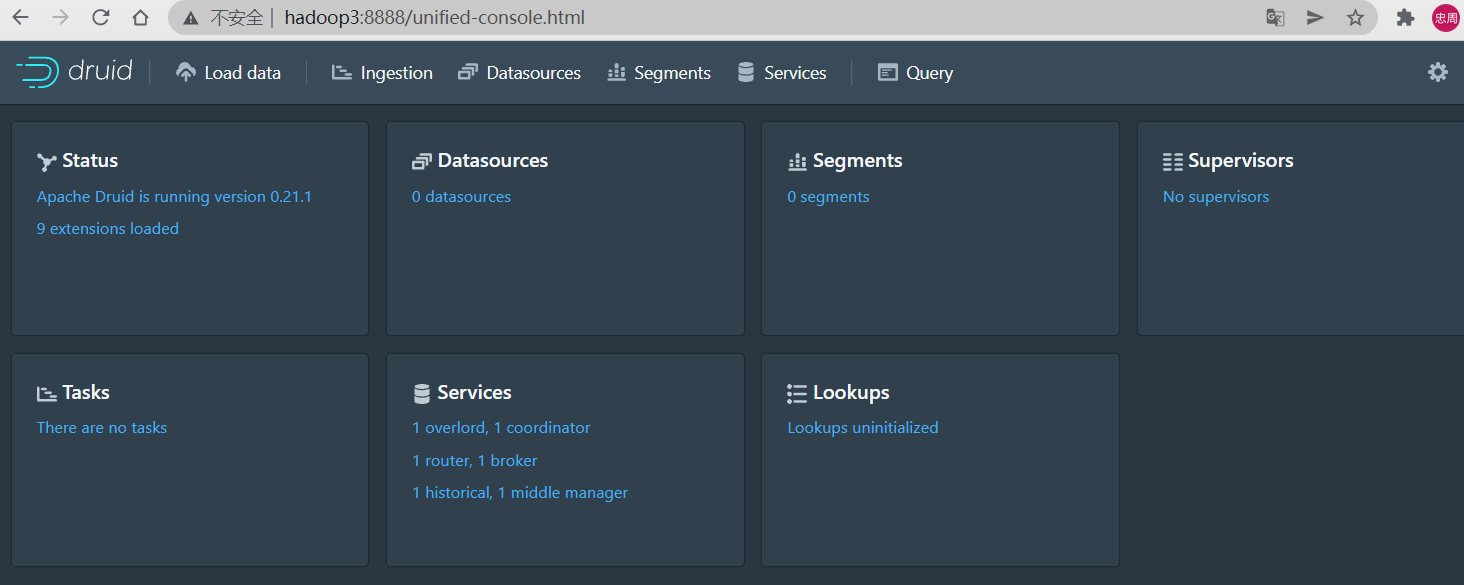 不安全 | hadoop3:8888/unified-console.html
忠周
druid Load data Ingestion Datasources Segments Services Query
Status
Apache Druid is running version 0.21.1
9 extensions loaded
Datasources
0 datasources
Segments
0 segments
Supervisors
No supervisors
Tasks
There are no tasks
Services
1 overlord, 1 coordinator
1 router, 1 broker
1 historical, 1 middle manager
Lookups
Lookups uninitialized